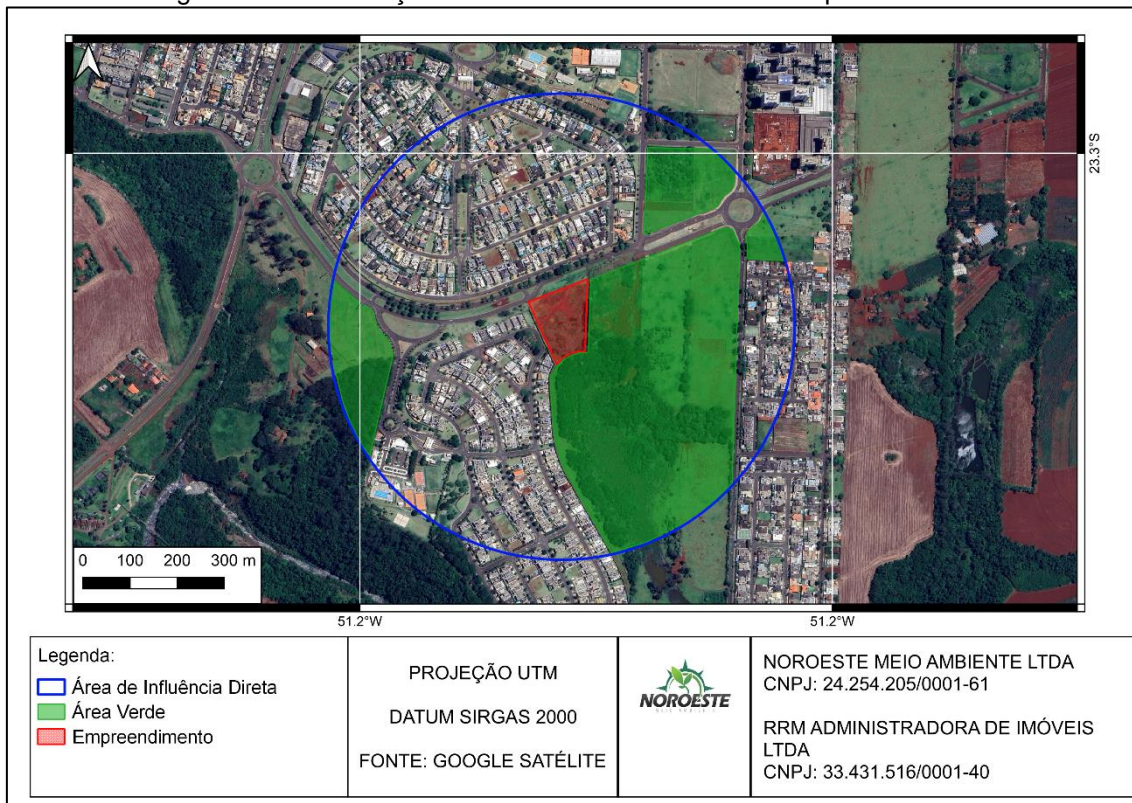 23.3°S
0 100 200 300 m
51.2°W 51.2°W
Legenda:
Área de Influência Direta
Área Verde
Empreendimento
PROJEÇÃO UTM
DATUM SIRGAS 2000
FONTE: GOOGLE SATÉLITE
NOROESTE
NOROESTE MEIO AMBIENTE LTDA
CNPJ: 24.254.205/0001-61
RRM ADMINISTRADORA DE IMÓVEIS
LTDA
CNPJ: 33.431.516/0001-40